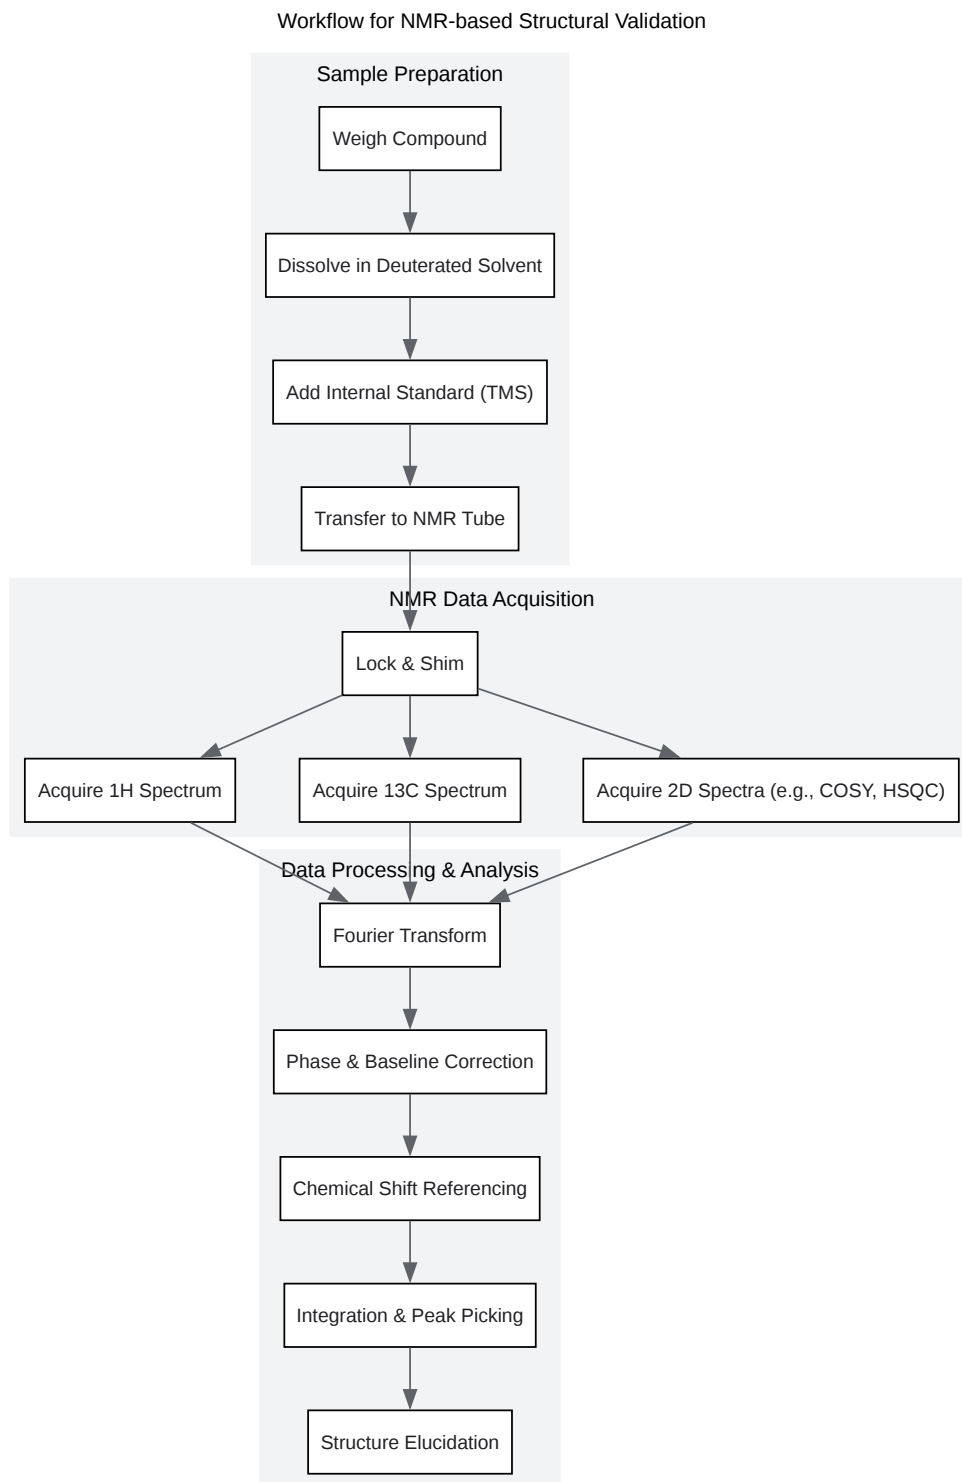 Workflow for NMR-based Structural Validation
Sample Preparation
Weigh Compound
Dissolve in Deuterated Solvent
Add Internal Standard (TMS)
Transfer to NMR Tube
NMR Data Acquisition
Lock & Shim
Acquire 1H Spectrum
Acquire 13C Spectrum
Acquire 2D Spectra (e.g., COSY, HSQC)
Data Processing & Analysis
Fourier Transform
Phase & Baseline Correction
Chemical Shift Referencing
Integration & Peak Picking
Structure Elucidation